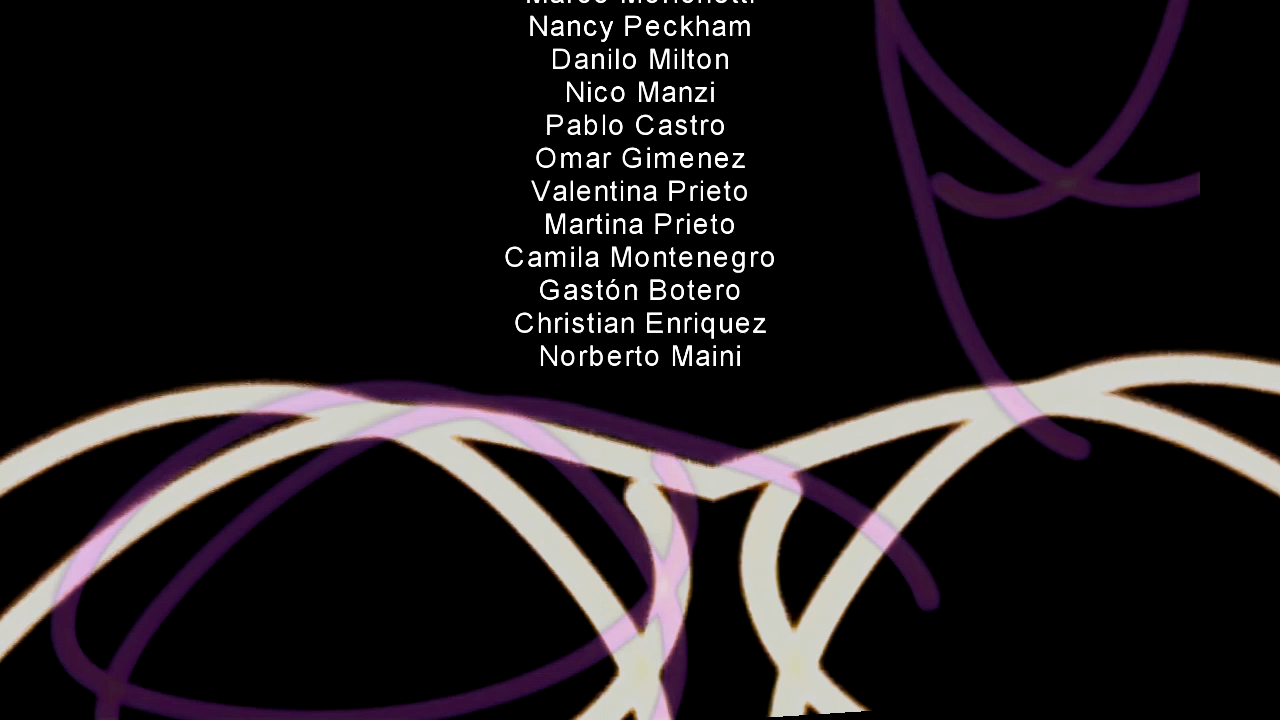 Nancy Peckham
Danilo Milton
Nico Manzi
Pablo Castro
Omar Gimenez
Valentina Prieto
Martina Prieto
Camila Montenegro
Gastón Botero
Christian Enriquez
Norberto Maini